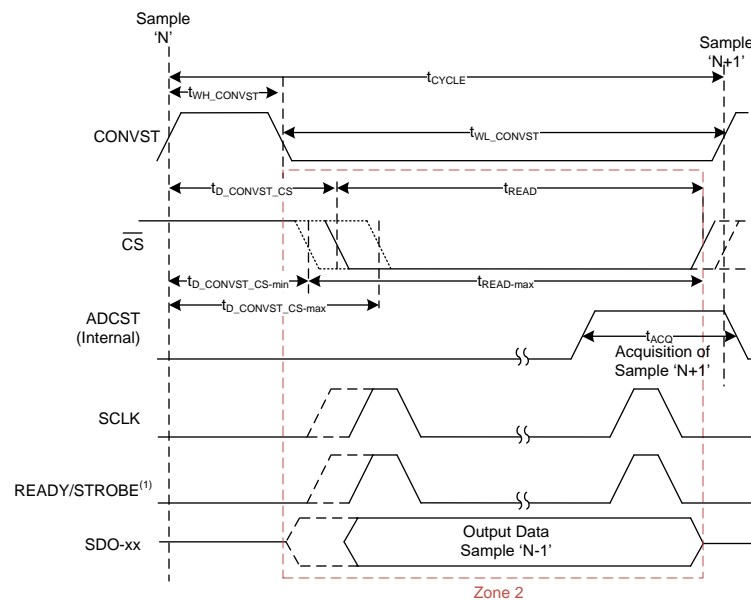 Sample
'N'
Sample
'N+1'
tCYCLE
tWH_CONVST
CONVST
tWL_CONVST
tD_CONVST_CS
tREAD
CS
tD_CONVST_CS-min
tREAD-max
tD_CONVST_CS-max
ADCST
(Internal)
tACQ
Acquisition of
Sample 'N+1'
SCLK
READY/STROBE(1)
SDO-xx
Output Data
Sample 'N-1'
Zone 2